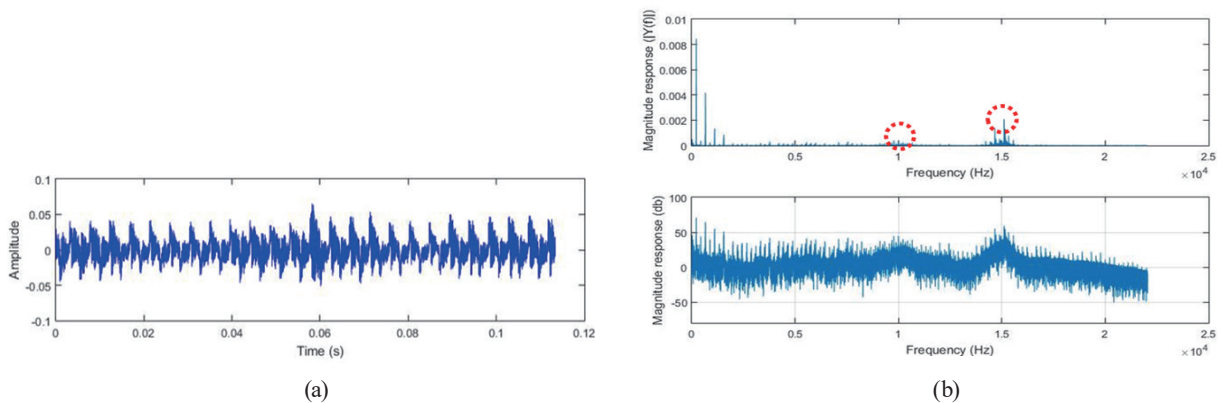 0.1
0.05
0
-0.05
-0.1
Amplitude
0 0.02 0.04 0.06 0.08 0.1 0.12
Time (s)
(a)
0.01
0.008
0.006
0.004
0.002
0
Magnitude response (|Y(f)|)
0 0.5 1 1.5 2 2.5
Frequency (Hz)
×10⁴
100
50
0
-50
Magnitude response (db)
0 0.5 1 1.5 2 2.5
Frequency (Hz)
×10⁴
(b)